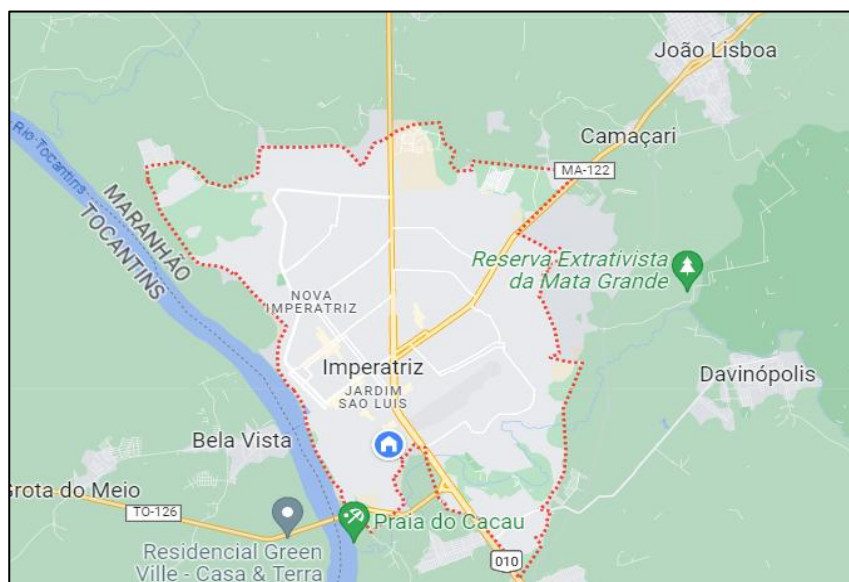 João Lisboa
Camaçari
MA-122
Rio Tocantins
MARANHÃO
TOCANTINS
Reserva Extrativista
da Mata Grande
NOVA
IMPERATRIZ
Imperatriz
JARDIM
SAO LUIS
Davinópolis
Bela Vista
Grota do Meio
TO-126
Praia do Cacau
Residencial Green
Ville - Casa & Terra
010